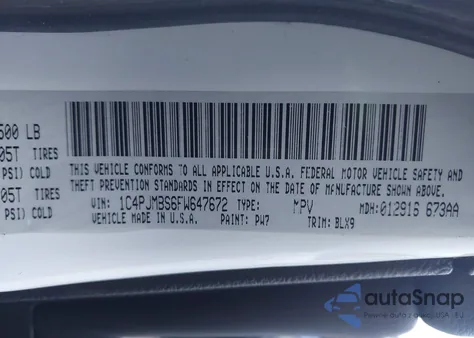 500 LB
05T TIRES
PSI) COLD
05T TIRES
PSI) COLD
THIS VEHICLE CONFORMS TO ALL APPLICABLE U.S.A. FEDERAL MOTOR VEHICLE SAFETY AND
THEFT PREVENTION STANDARDS IN EFFECT ON THE DATE OF MANUFACTURE SHOWN ABOVE.
VIN: 1C4PJMBS6FW647672 TYPE: MPV MDH:012916 673AA
VEHICLE MADE IN U.S.A. PAINT: PW7 TRIM: BLX9
autoSnap